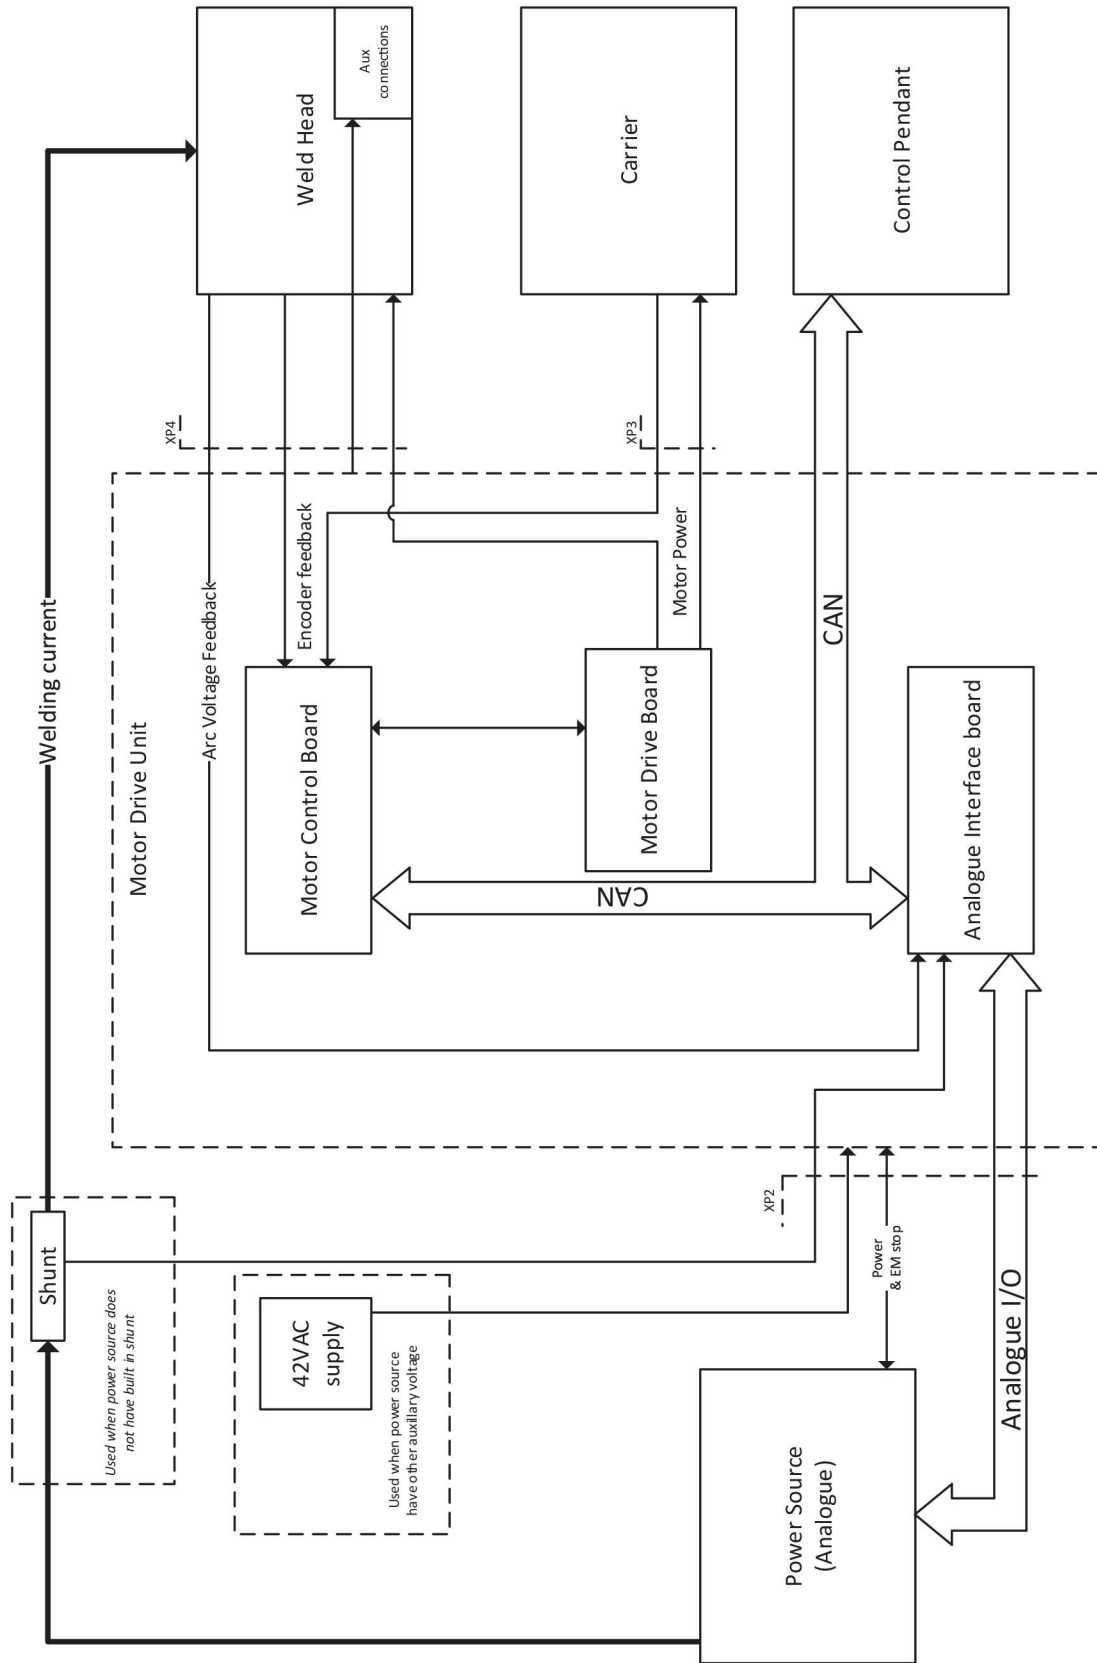 Welding current
Shunt
Used when power source does
not have built in shunt
42VAC
supply
Used when power source
have other auxillary voltage
Power Source
(Analogue)
Power
& EM stop
Analogue I/O
XP2
Motor Drive Unit
Arc Voltage Feedback
Motor Control Board
Encoder feedback
Motor Drive Board
Motor Power
CAN
CAN
Analogue Interface board
XP4
XP3
Weld Head
Aux
connections
Carrier
Control Pendant